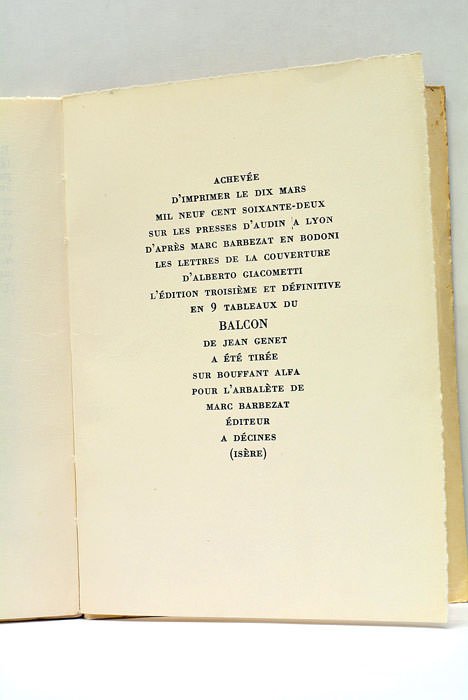 ACHEVÉE
D'IMPRIMER LE DIX MARS
MIL NEUF CENT SOIXANTE-DEUX
SUR LES PRESSES D'AUDIN A LYON
D'APRÈS MARC BARBEZAT EN BODONI
LES LETTRES DE LA COUVERTURE
D'ALBERTO GIACOMETTI
L'ÉDITION TROISIÈME ET DÉFINITIVE
EN 9 TABLEAUX DU
BALCON
DE JEAN GENET
A ÉTÉ TIRÉE
SUR BOUFFANT ALFA
POUR L'ARBALÈTE DE
MARC BARBEZAT
ÉDITEUR
A DÉCINES
(ISÈRE)